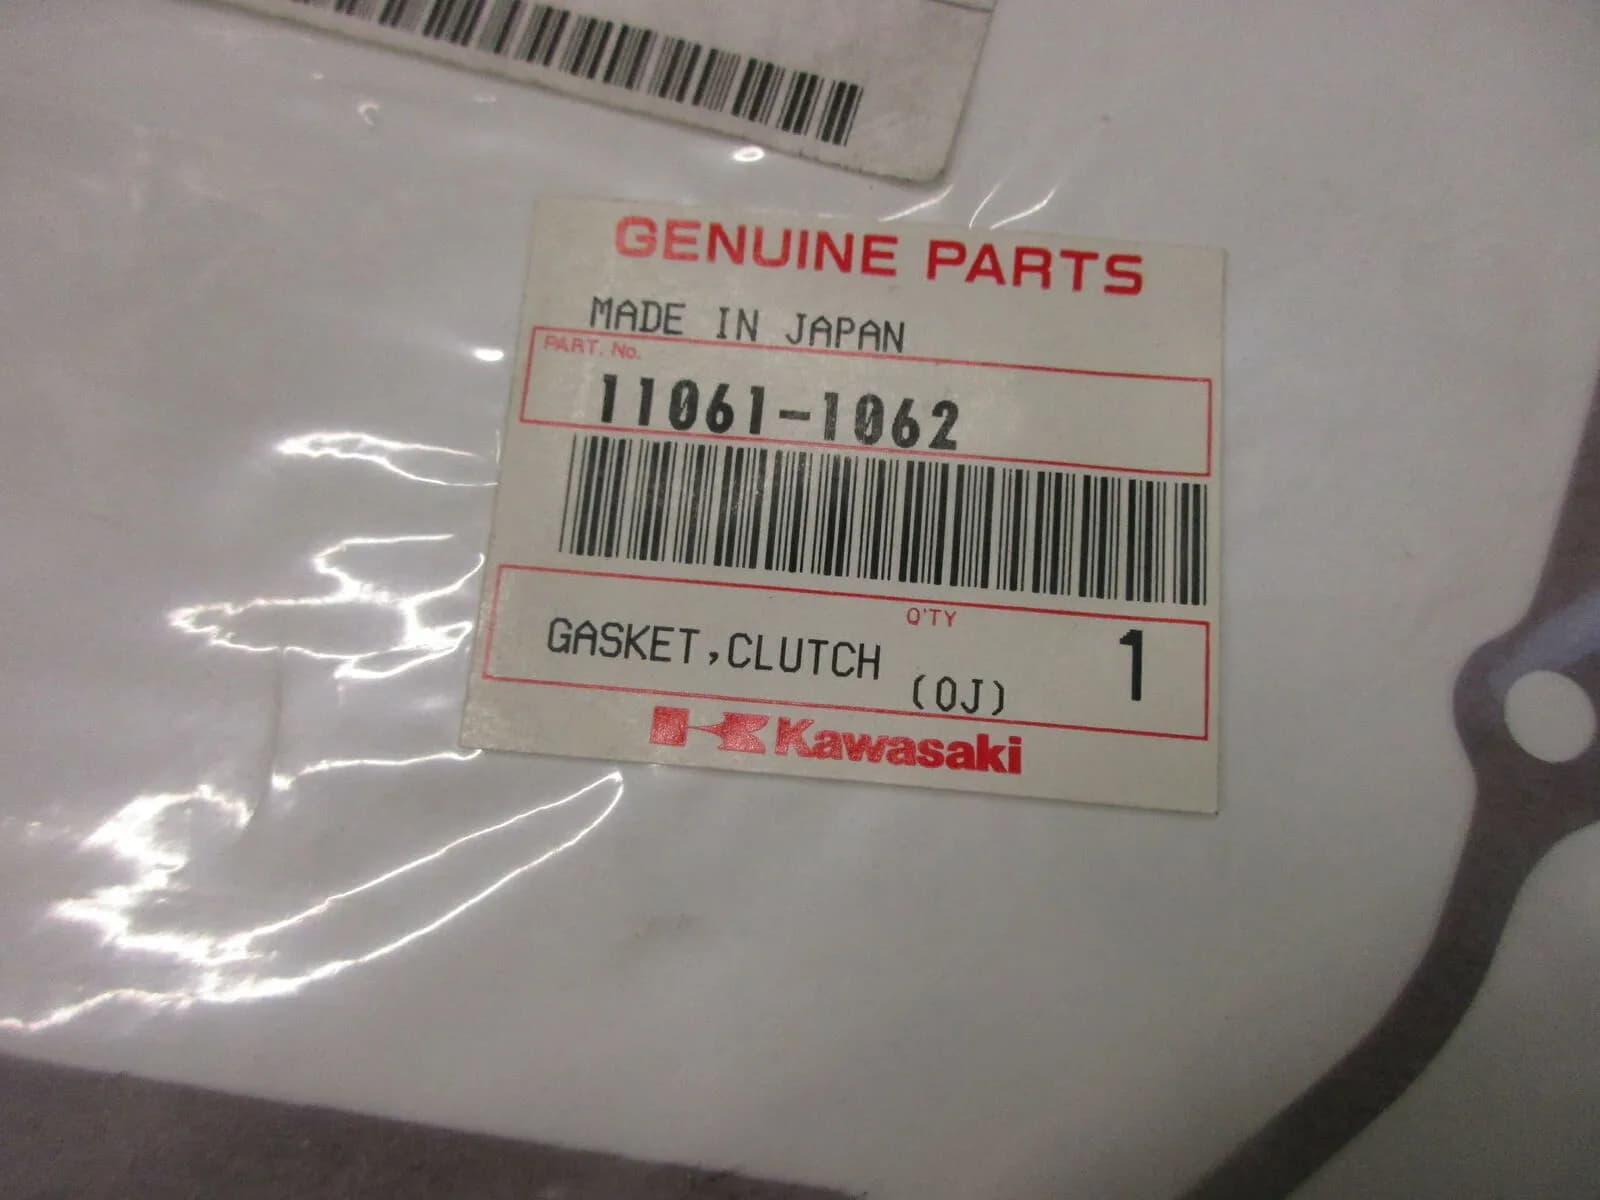 GENUINE PARTS
MADE IN JAPAN
PART. No.
11061-1062
Q'TY
GASKET,CLUTCH
1
(OJ)
Kawasaki